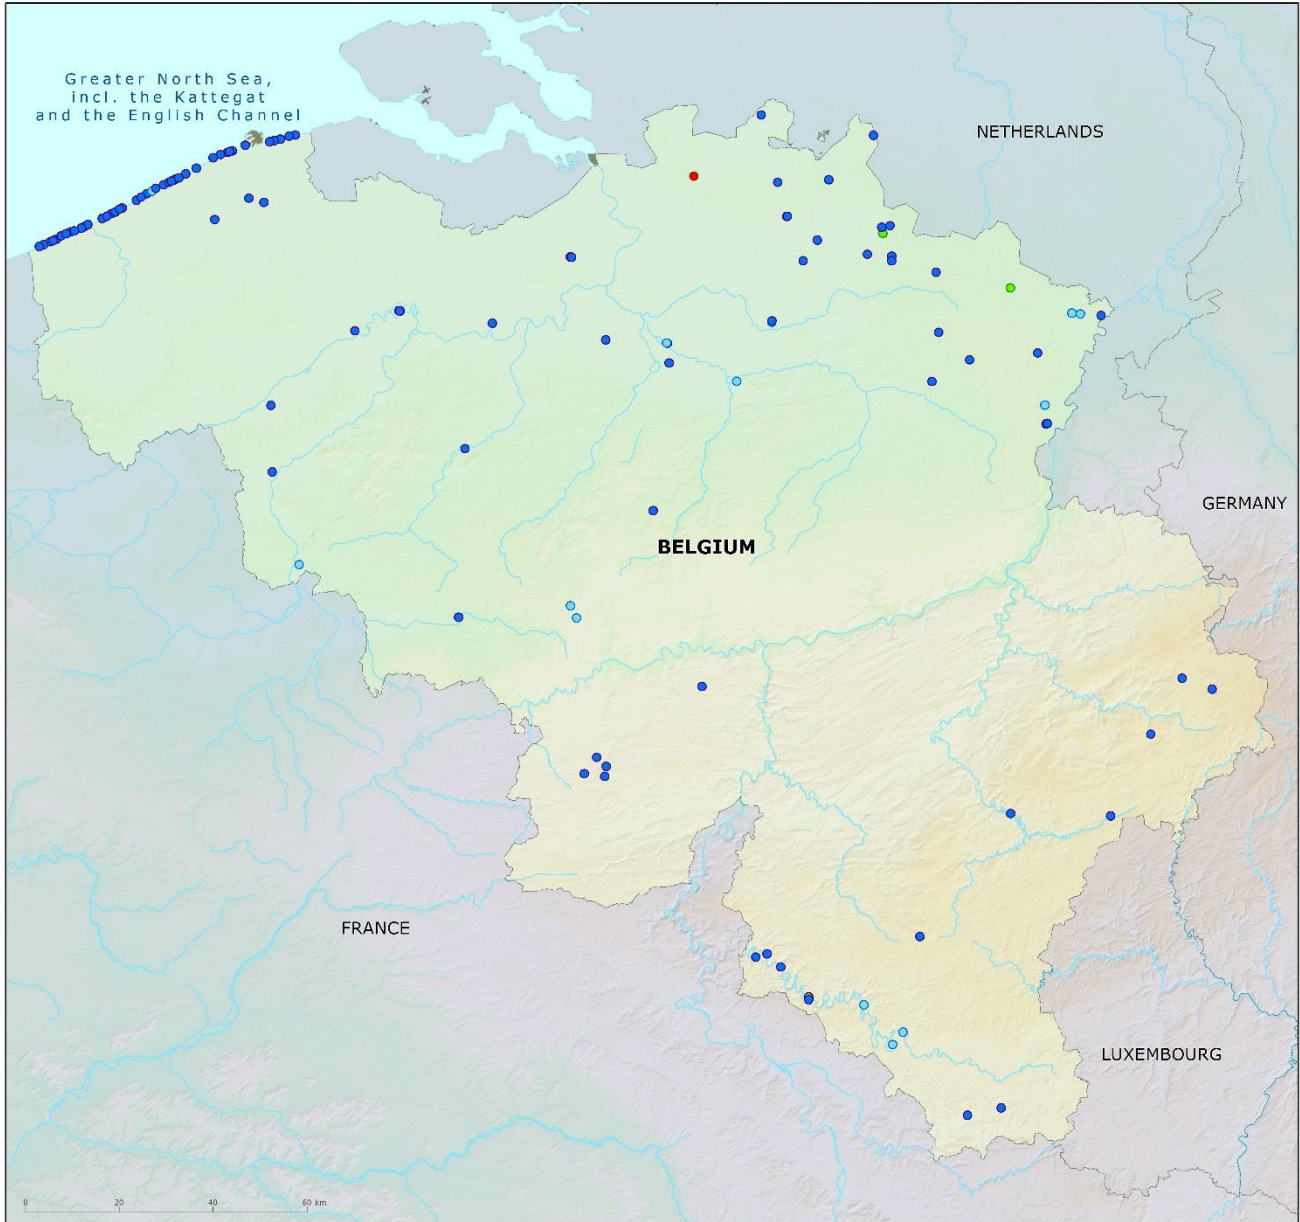 Greater North Sea,
incl. the Kattegat
and the English Channel
NETHERLANDS
GERMANY
BELGIUM
FRANCE
LUXEMBOURG
0 20 40 60 km